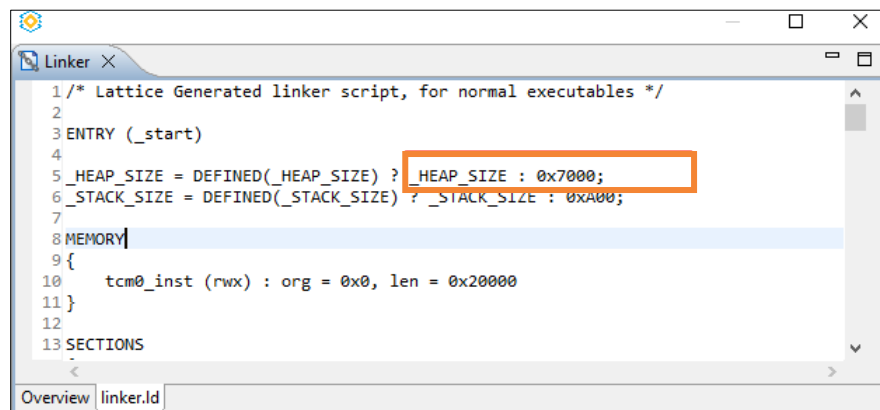 Linker
1 /* Lattice Generated linker script, for normal executables */
2
3 ENTRY (_start)
4
5 _HEAP_SIZE = DEFINED(_HEAP_SIZE) ? _HEAP_SIZE : 0x7000;
6 _STACK_SIZE = DEFINED(_STACK_SIZE) ? _STACK_SIZE : 0xA00;
7
8 MEMORY
9 {
10     tcm0_inst (rwx) : org = 0x0, len = 0x20000
11 }
12
13 SECTIONS
Overview linker.ld